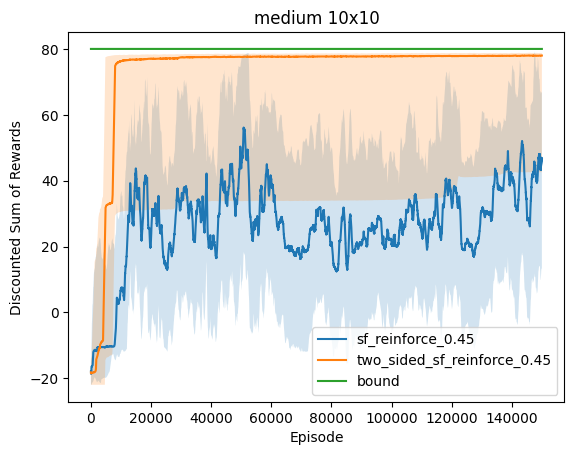 medium 10x10
Discounted Sum of Rewards
80
60
40
20
0
−20
0
20000
40000
60000
80000
100000
120000
140000
Episode
sf_reinforce_0.45
two_sided_sf_reinforce_0.45
bound